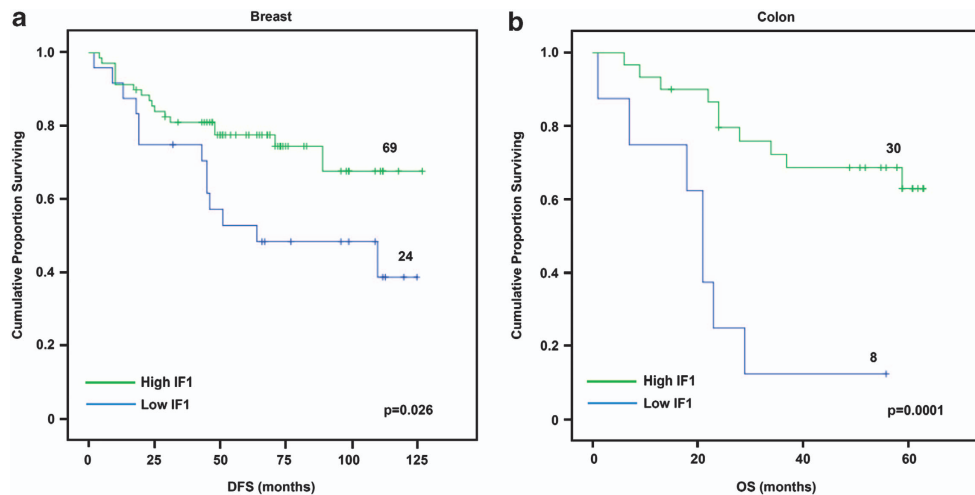 a
Breast
Cumulative Proportion Surviving
1.0
0.8
0.6
0.4
0.2
0
69
24
High IF1
Low IF1
p=0.026
0 25 50 75 100 125
DFS (months)
b
Colon
Cumulative Proportion Surviving
1.0
0.8
0.6
0.4
0.2
0
30
8
High IF1
Low IF1
p=0.0001
0 20 40 60
OS (months)